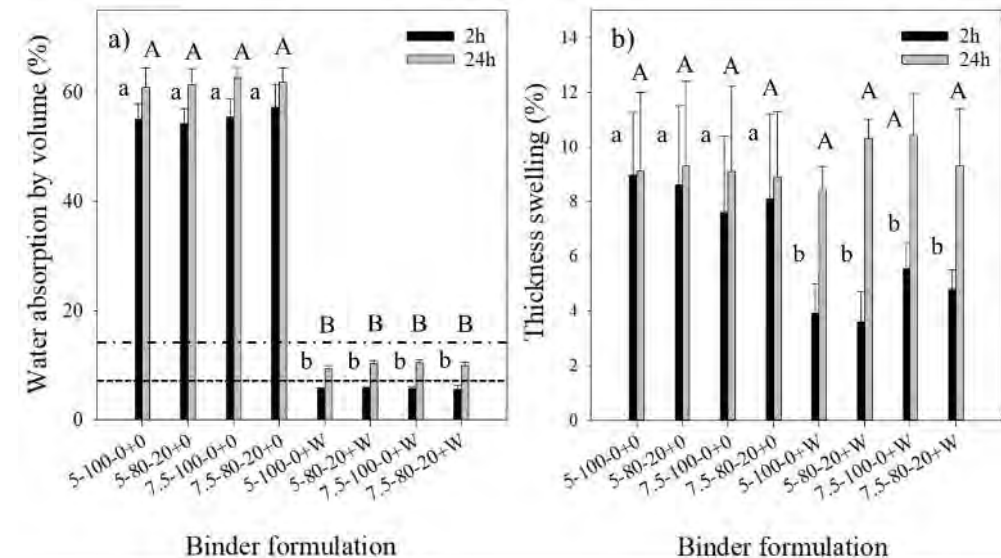 a)
2h
24h
Water absorption by volume (%)
60
40
20
0
a
A
a
A
a
A
a
A
b
B
b
B
b
B
b
B
5-100-0+0
5-80-20+0
7.5-100-0+0
7.5-80-20+0
5-100-0+W
5-80-20+W
7.5-100-0+W
7.5-80-20+W
Binder formulation
b)
2h
24h
Thickness swelling (%)
14
12
10
8
6
4
2
0
a
A
a
A
a
A
a
A
b
A
b
A
b
A
b
A
5-100-0+0
5-80-20+0
7.5-100-0+0
7.5-80-20+0
5-100-0+W
5-80-20+W
7.5-100-0+W
7.5-80-20+W
Binder formulation